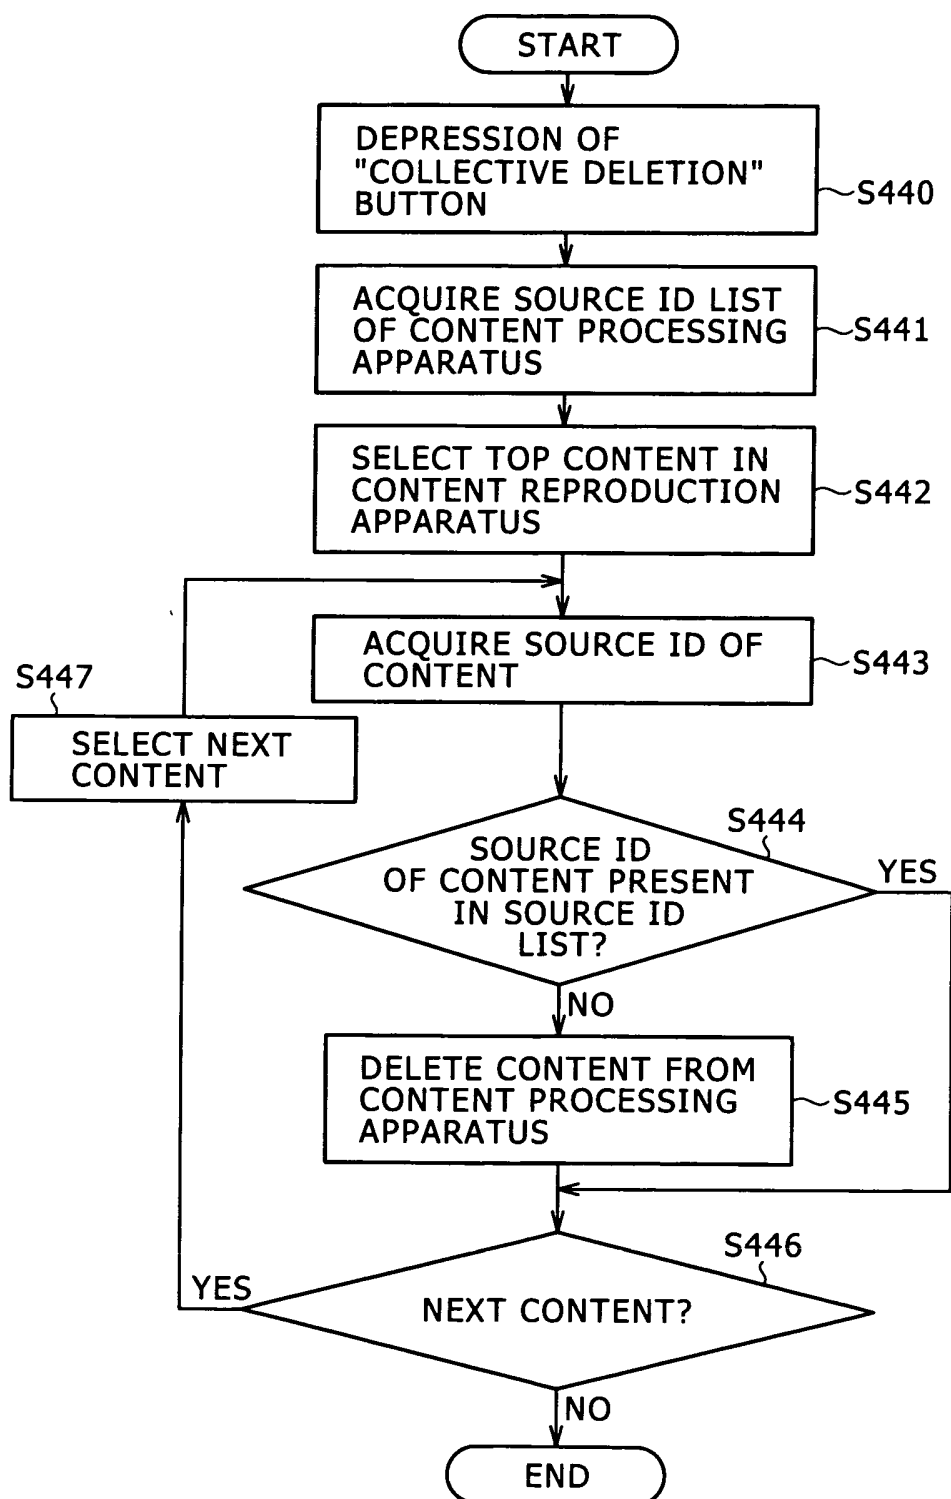 START
DEPRESSION OF
"COLLECTIVE DELETION"
BUTTON
S440
ACQUIRE SOURCE ID LIST
OF CONTENT PROCESSING
APPARATUS
S441
SELECT TOP CONTENT IN
CONTENT REPRODUCTION
APPARATUS
S442
ACQUIRE SOURCE ID OF
CONTENT
S443
S447
SELECT NEXT
CONTENT
S444
SOURCE ID
OF CONTENT PRESENT
IN SOURCE ID
LIST?
YES
NO
DELETE CONTENT FROM
CONTENT PROCESSING
APPARATUS
S445
S446
YES
NEXT CONTENT?
NO
END